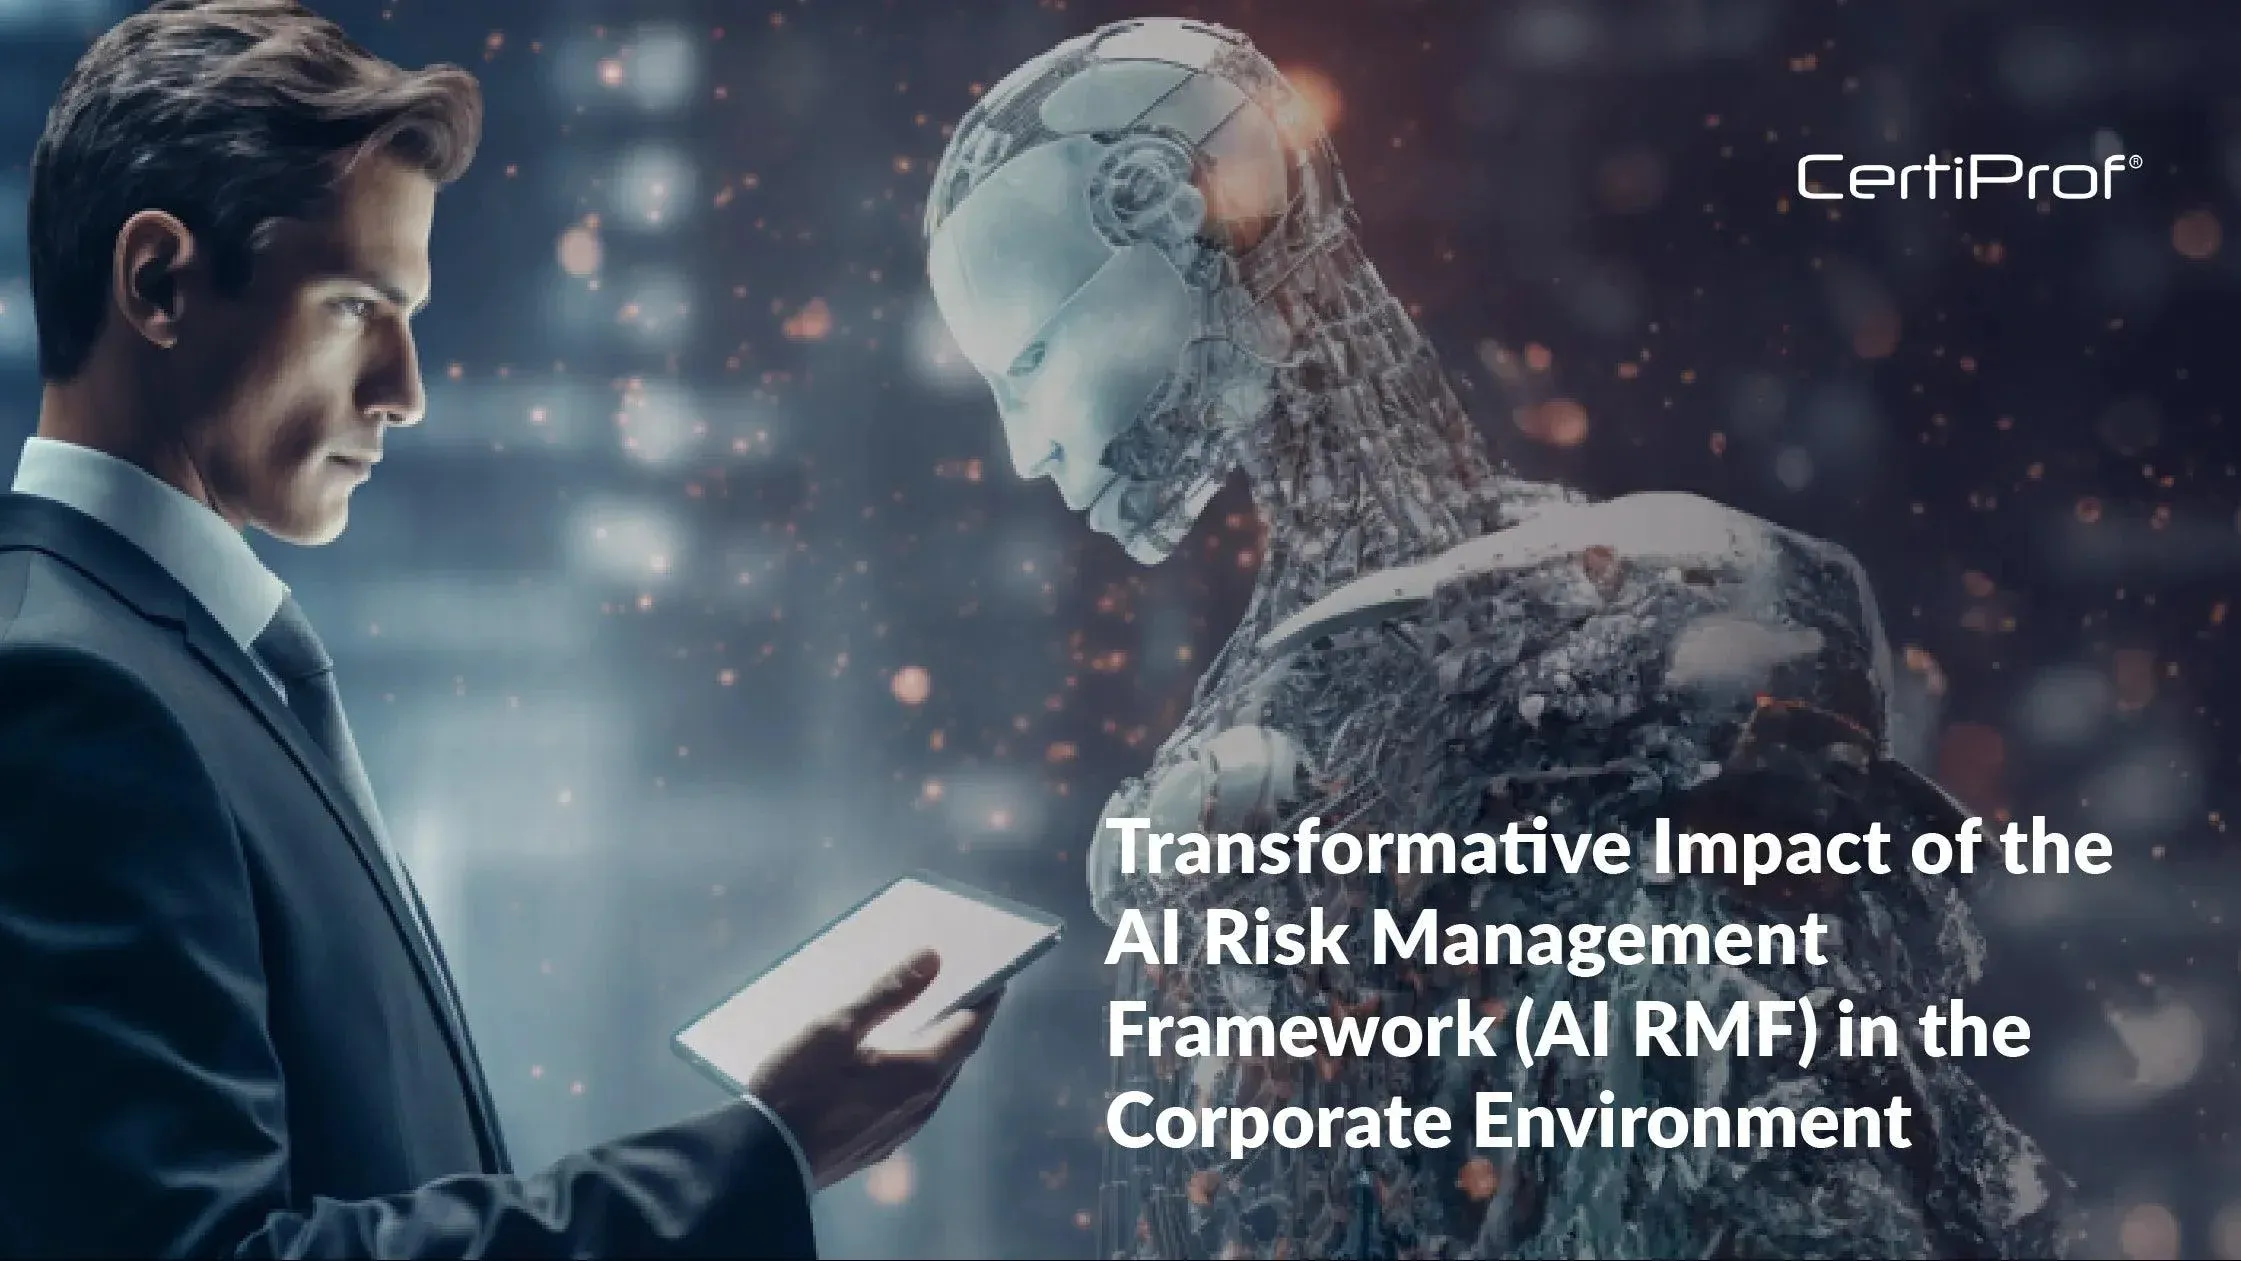 CertiProf®
Transformative Impact of the
AI Risk Management
Framework (AI RMF) in the
Corporate Environment